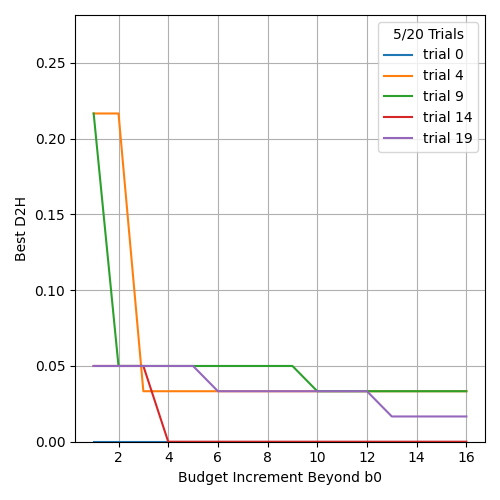 5/20 Trials
trial 0
trial 4
trial 9
trial 14
trial 19
Best D2H
0.25
0.20
0.15
0.10
0.05
0.00
2 4 6 8 10 12 14 16
Budget Increment Beyond b0